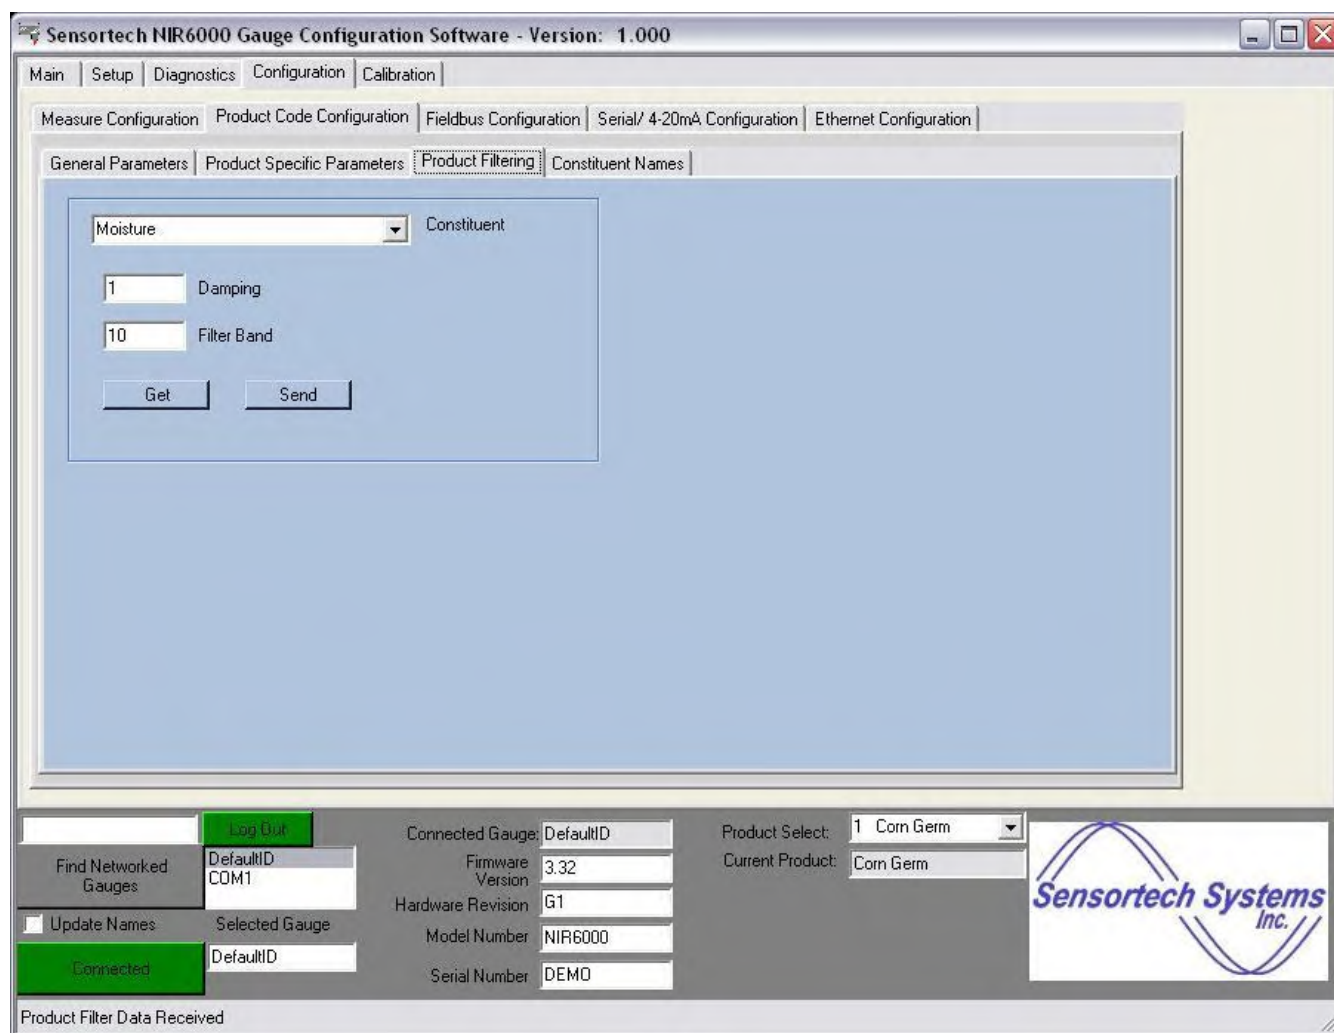 Sensortech NIR6000 Gauge Configuration Software - Version: 1.000
Main Setup Diagnostics Configuration Calibration
Measure Configuration Product Code Configuration Fieldbus Configuration Serial/ 4-20mA Configuration Ethernet Configuration
General Parameters Product Specific Parameters Product Filtering Constituent Names
Moisture Constituent
1 Damping
10 Filter Band
Get Send
Log Out
Find Networked Gauges
DefaultID
COM1
Update Names
Selected Gauge
Connected
DefaultID
Connected Gauge: DefaultID
Firmware Version 3.32
Hardware Revision G1
Model Number NIR6000
Serial Number DEMO
Product Select: 1 Corn Germ
Current Product: Corn Germ
Sensortech Systems
Inc.
Product Filter Data Received